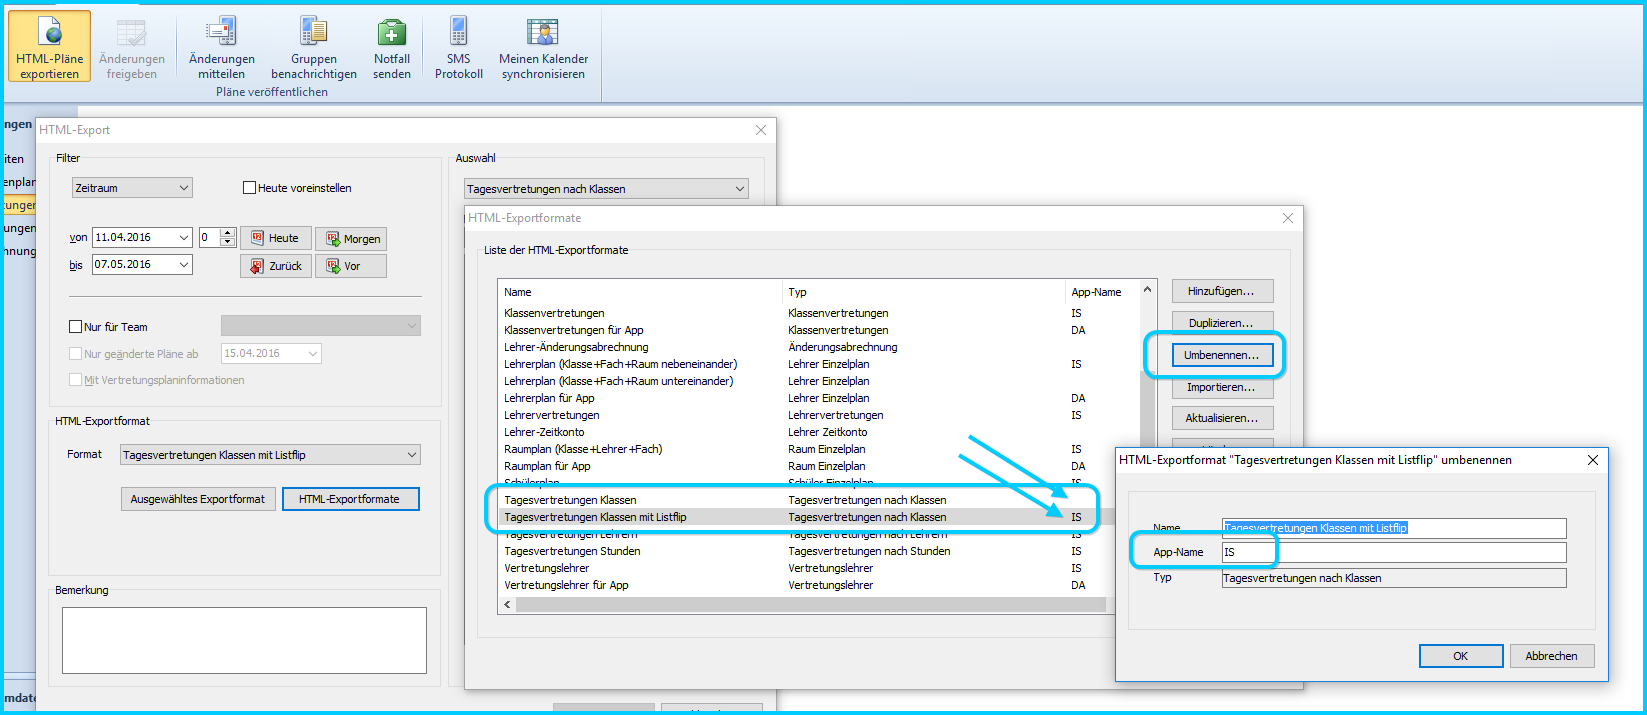 HTML-Pläne exportieren
Änderungen freigeben
Änderungen mitteilen
Gruppen benachrichtigen
Notfall senden
SMS Protokoll
Meinen Kalender synchronisieren
Pläne veröffentlichen
ngen
iten
enplan
tungen
ungen
hnung
mdate
HTML-Export
Filter
Zeitraum
Heute voreinstellen
von 11.04.2016 0 Heute Morgen
bis 07.05.2016 Zurück Vor
Nur für Team
Nur geänderte Pläne ab 15.04.2016
Mit Vertretungsplaninformationen
HTML-Exportformat
Format Tagesvertretungen Klassen mit Listflip
Ausgewähltes Exportformat HTML-Exportformate
Bemerkung
Auswahl
Tagesvertretungen nach Klassen
HTML-Exportformate
Liste der HTML-Exportformate
Name Typ App-Name
Klassenvertretungen Klassenvertretungen IS
Klassenvertretungen für App Klassenvertretungen DA
Lehrer-Änderungsabrechnung Änderungsabrechnung
Lehrerplan (Klasse+Fach+Raum nebeneinander) Lehrer Einzelplan IS
Lehrerplan (Klasse+Fach+Raum untereinander) Lehrer Einzelplan
Lehrerplan für App Lehrer Einzelplan DA
Lehrervertretungen Lehrervertretungen IS
Lehrer-Zeitkonto Lehrer Zeitkonto
Raumplan (Klasse+Lehrer+Fach) Raum Einzelplan IS
Raumplan für App Raum Einzelplan DA
Schülerplan Schüler Einzelplan IS
Tagesvertretungen Klassen Tagesvertretungen nach Klassen
Tagesvertretungen Klassen mit Listflip Tagesvertretungen nach Klassen IS
Tagesvertretungen Lehrern Tagesvertretungen nach Lehrern IS
Tagesvertretungen Stunden Tagesvertretungen nach Stunden IS
Vertretungslehrer Vertretungslehrer IS
Vertretungslehrer für App Vertretungslehrer DA
Hinzufügen...
Duplizieren...
Umbenennen...
Importieren...
Aktualisieren...
HTML-Exportformat "Tagesvertretungen Klassen mit Listflip" umbenennen
Name Tagesvertretungen Klassen mit Listflip
App-Name IS
Typ Tagesvertretungen nach Klassen
OK Abbrechen